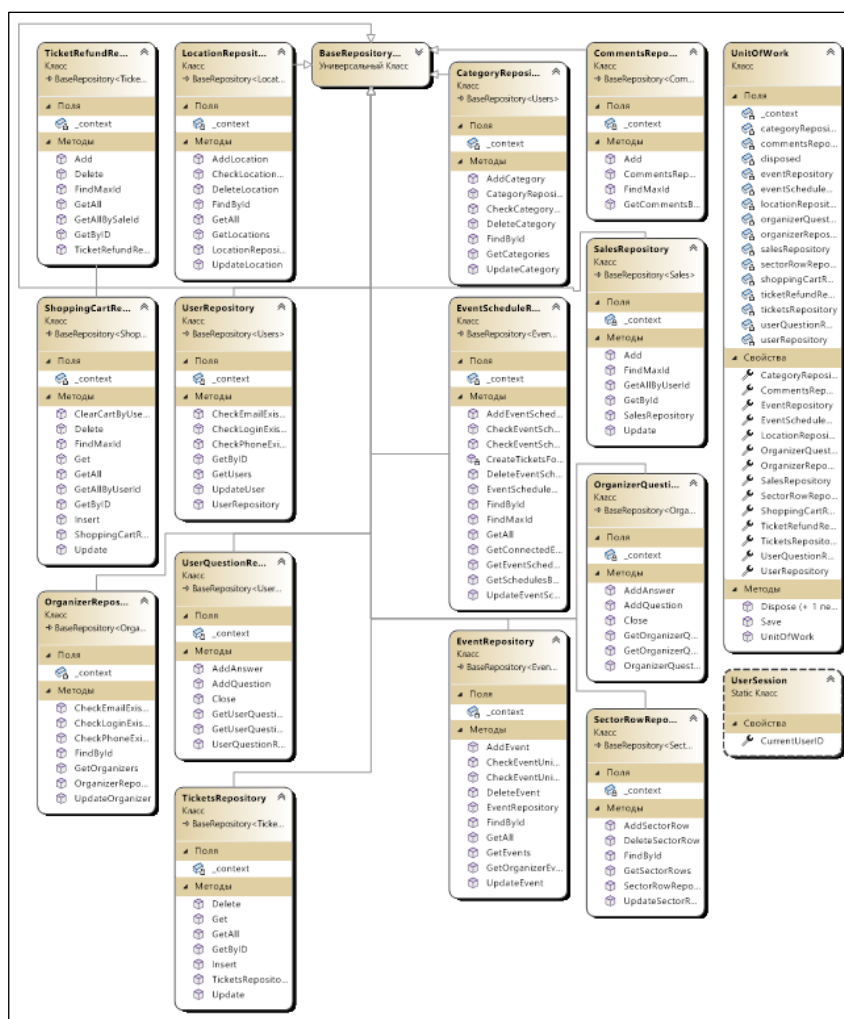 TicketRefundRe...
Класс
BaseRepository<Ticke...
Поля
_context
Методы
Add
Delete
FindMaxId
GetAll
GetAllBySaleId
GetByID
TicketRefundRe...
LocationReposit...
Класс
BaseRepository<Locat...
Поля
_context
Методы
AddLocation
CheckLocation...
DeleteLocation
FindById
GetAll
GetLocations
LocationReposi...
UpdateLocation
BaseRepository...
Универсальный Класс
CategoryReposi...
Класс
BaseRepository<Users>
Поля
_context
Методы
AddCategory
CategoryReposi...
CheckCategory...
DeleteCategory
FindById
GetCategories
UpdateCategory
CommentsRepo...
Класс
BaseRepository<Com...
Поля
_context
Методы
Add
CommentsRep...
FindMaxId
GetCommentsB...
UnitOfWork
Класс
Поля
_context
categoryReposi...
commentsRepo...
disposed
eventRepository
eventSchedule...
locationReposit...
organizerQuest...
organizerRepos...
salesRepository
sectorRowRepo...
shoppingCartR...
ticketRefundRe...
ticketsRepository
userQuestionR...
userRepository
Свойства
CategoryReposi...
CommentsRep...
EventRepository
EventSchedule...
LocationReposi...
OrganizerQuest...
OrganizerRepo...
SalesRepository
SectorRowRepo...
ShoppingCartR...
TicketRefundRe...
TicketsReposito...
UserQuestionR...
UserRepository
Методы
Dispose (+ 1 пе...
Save
UnitOfWork
SalesRepository
Класс
BaseRepository<Sales>
Поля
_context
Методы
Add
FindMaxId
GetAllByUserId
GetById
SalesRepository
Update
ShoppingCartRe...
Класс
BaseRepository<Shop...
Поля
_context
Методы
ClearCartByUse...
Delete
FindMaxId
Get
GetAll
GetAllByUserId
GetByID
Insert
ShoppingCartR...
Update
UserRepository
Класс
BaseRepository<Users>
Поля
_context
Методы
CheckEmailExis...
CheckLoginExis...
CheckPhoneExi...
GetByID
GetUsers
UpdateUser
UserRepository
EventScheduleR...
Класс
BaseRepository<Even...
Поля
_context
Методы
AddEventSched...
CheckEventSch...
CheckEventSch...
CreateTicketsFo...
DeleteEventSch...
EventSchedule...
FindById
FindMaxId
GetAll
GetConnectedE...
GetEventSched...
GetSchedulesB...
UpdateEventSc...
OrganizerQuesti...
Класс
BaseRepository<Orga...
Поля
_context
Методы
AddAnswer
AddQuestion
Close
GetOrganizerQ...
GetOrganizerQ...
OrganizerQuest...
OrganizerRepos...
Класс
BaseRepository<Orga...
Поля
_context
Методы
CheckEmailExis...
CheckLoginExis...
CheckPhoneExi...
FindById
GetOrganizers
OrganizerRepo...
UpdateOrganizer
UserQuestionRe...
Класс
BaseRepository<User...
Поля
_context
Методы
AddAnswer
AddQuestion
Close
GetUserQuesti...
GetUserQuesti...
UserQuestionR...
EventRepository
Класс
BaseRepository<Even...
Поля
_context
Методы
AddEvent
CheckEventUni...
CheckEventUni...
DeleteEvent
EventRepository
FindById
GetAll
GetEvents
GetOrganizerEv...
UpdateEvent
UserSession
Static Класс
Свойства
CurrentUserID
SectorRowRepo...
Класс
BaseRepository<Sect...
Поля
_context
Методы
AddSectorRow
DeleteSectorRow
FindById
GetSectorRows
SectorRowRepo...
UpdateSectorR...
TicketsRepository
Класс
BaseRepository<Ticke...
Поля
_context
Методы
Delete
Get
GetAll
GetByID
Insert
TicketsReposito...
Update